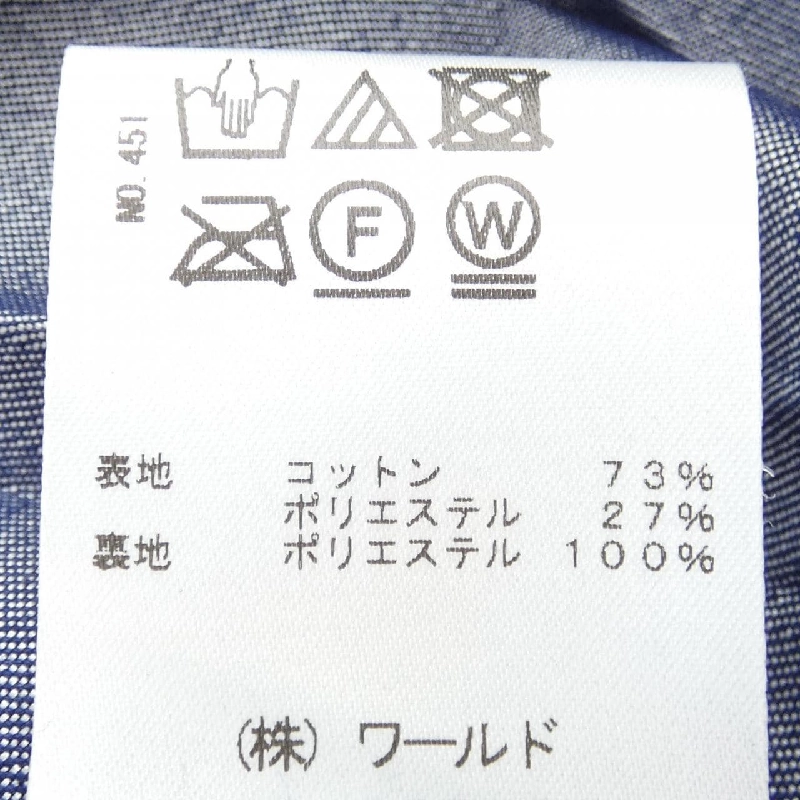 NO. 451
F W
表地 コットン 73%
ポリエステル 27%
裏地 ポリエステル 100%
(株) ワールド